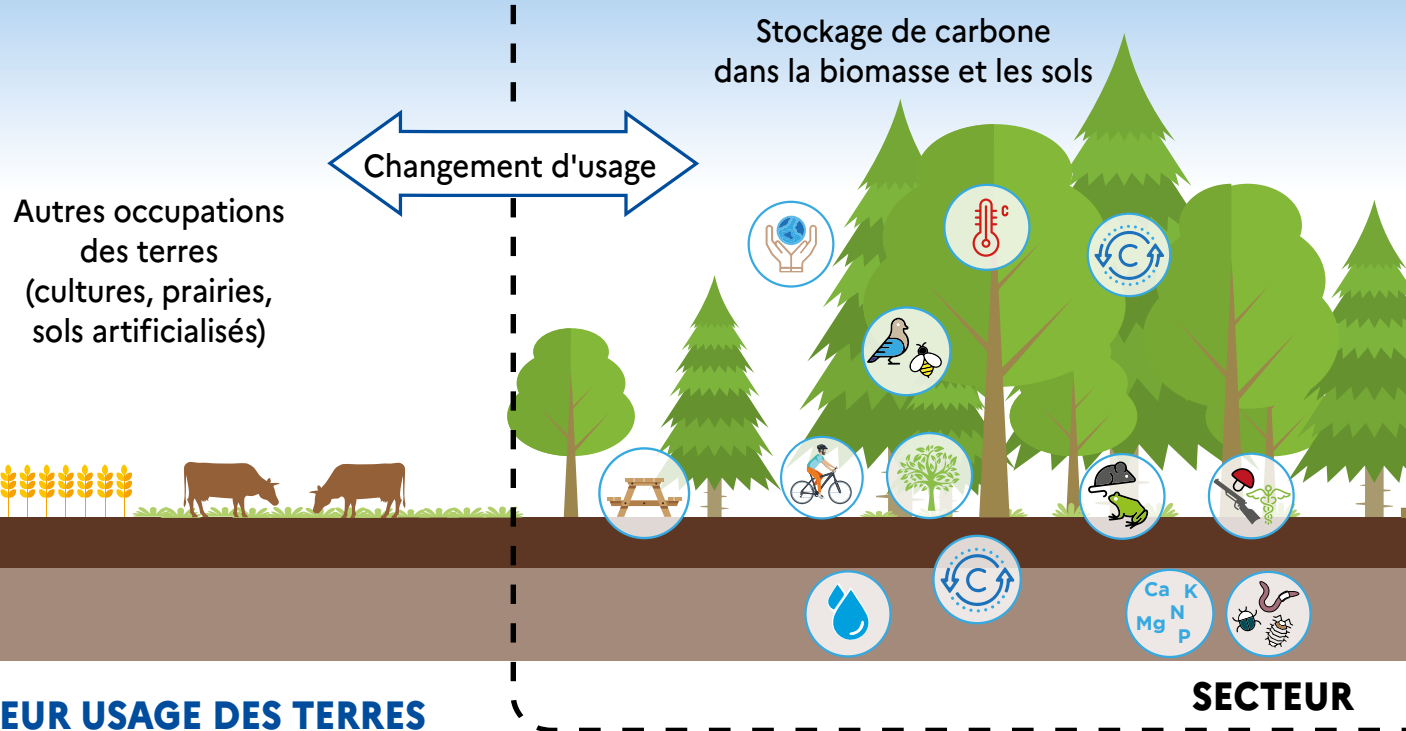 Stockage de carbone
dans la biomasse et les sols
Changement d'usage
Autres occupations
des terres
(cultures, prairies,
sols artificialisés)
C
C
C
Ca K
N
Mg
P
EUR USAGE DES TERRES
SECTEUR